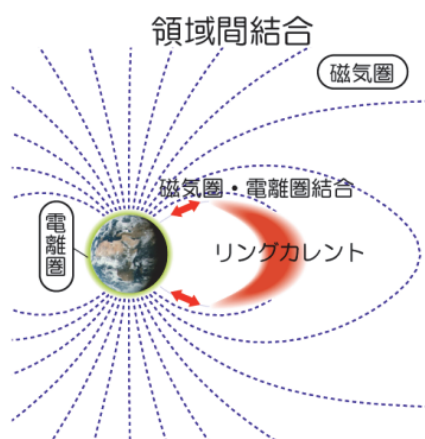 領域間結合
磁気圏
磁気圏・電離圏結合
電離圏
リングカレント